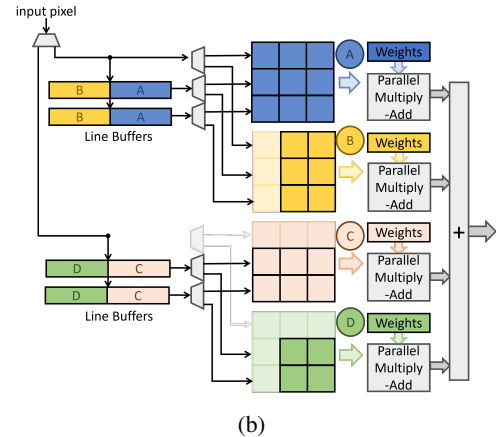 input pixel
B A
B A
Line Buffers
D C
D C
Line Buffers
A
Weights
Parallel
Multiply
-Add
B
Weights
Parallel
Multiply
-Add
C
Weights
Parallel
Multiply
-Add
D
Weights
Parallel
Multiply
-Add
+
(b)